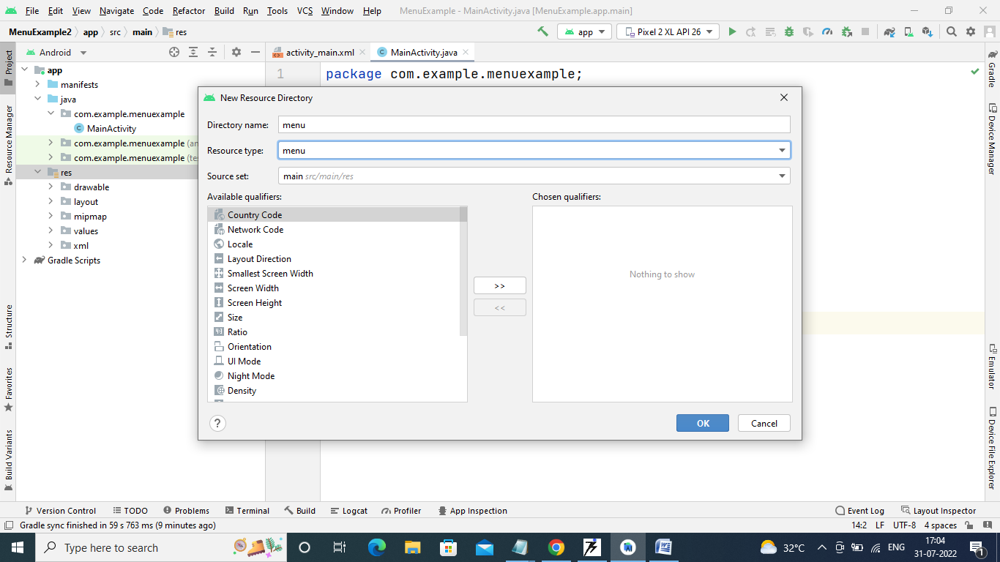 File Edit View Navigate Code Refactor Build Run Tools VCS Window Help MenuExample - MainActivity.java [MenuExample.app.main]
MenuExample2 app src main res
app
Pixel 2 XL API 26
Android
activity_main.xml
MainActivity.java
Project
Resource Manager
Structure
Favorites
Build Variants
app
manifests
java
com.example.menuexample
MainActivity
com.example.menuexample (an
com.example.menuexample (te
res
drawable
layout
mipmap
values
xml
Gradle Scripts
1 package com.example.menuexample;
New Resource Directory
Directory name: menu
Resource type: menu
Source set: main src/main/res
Available qualifiers:
Chosen qualifiers:
Country Code
Network Code
Locale
Layout Direction
Smallest Screen Width
Screen Width
Screen Height
Size
Ratio
Orientation
UI Mode
Night Mode
Density
>>
<<
Nothing to show
?
OK
Cancel
Gradle
Device Manager
Emulator
Device File Explorer
Version Control TODO Problems Terminal Build Logcat Profiler App Inspection Event Log Layout Inspector
Gradle sync finished in 59 s 763 ms (9 minutes ago) 14:2 LF UTF-8 4 spaces
Type here to search
32°C
ENG
17:04
31-07-2022
1